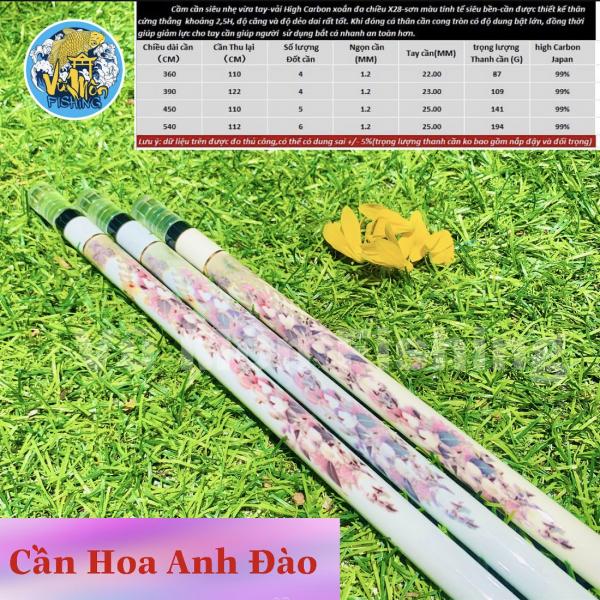 Cầm cần siêu nhẹ vừa tay-vải High Carbon xoắn đa chiều X28-sơn màu tinh tế siêu bền-cần được thiết kế thân
cứng thẳng khoảng 2,5H, độ căng và độ dẻo dai rất tốt. Khi đóng cá thân cần cong tròn có độ dung bật lớn, đồng thời
giúp giảm lực cho tay cần giúp người sử dụng bắt cá nhanh an toàn hơn.
Chiều dài cần (CM) Cần Thu lại (CM) Số lượng Đốt cần Ngọn cần (MM) Tay cần(MM) trọng lượng Thanh cần (G) high Carbon Japan
360 110 4 1.2 22.00 87 99%
390 122 4 1.2 23.00 109 99%
450 110 5 1.2 25.00 141 99%
540 112 6 1.2 25.00 194 99%
Lưu ý: dữ liệu trên được đo thủ công,có thể có dung sai +/- 5%(trọng lượng thanh cần ko bao gồm nắp đậy và đối trọng)
FISHING
Fishing
Cần Hoa Anh Đào